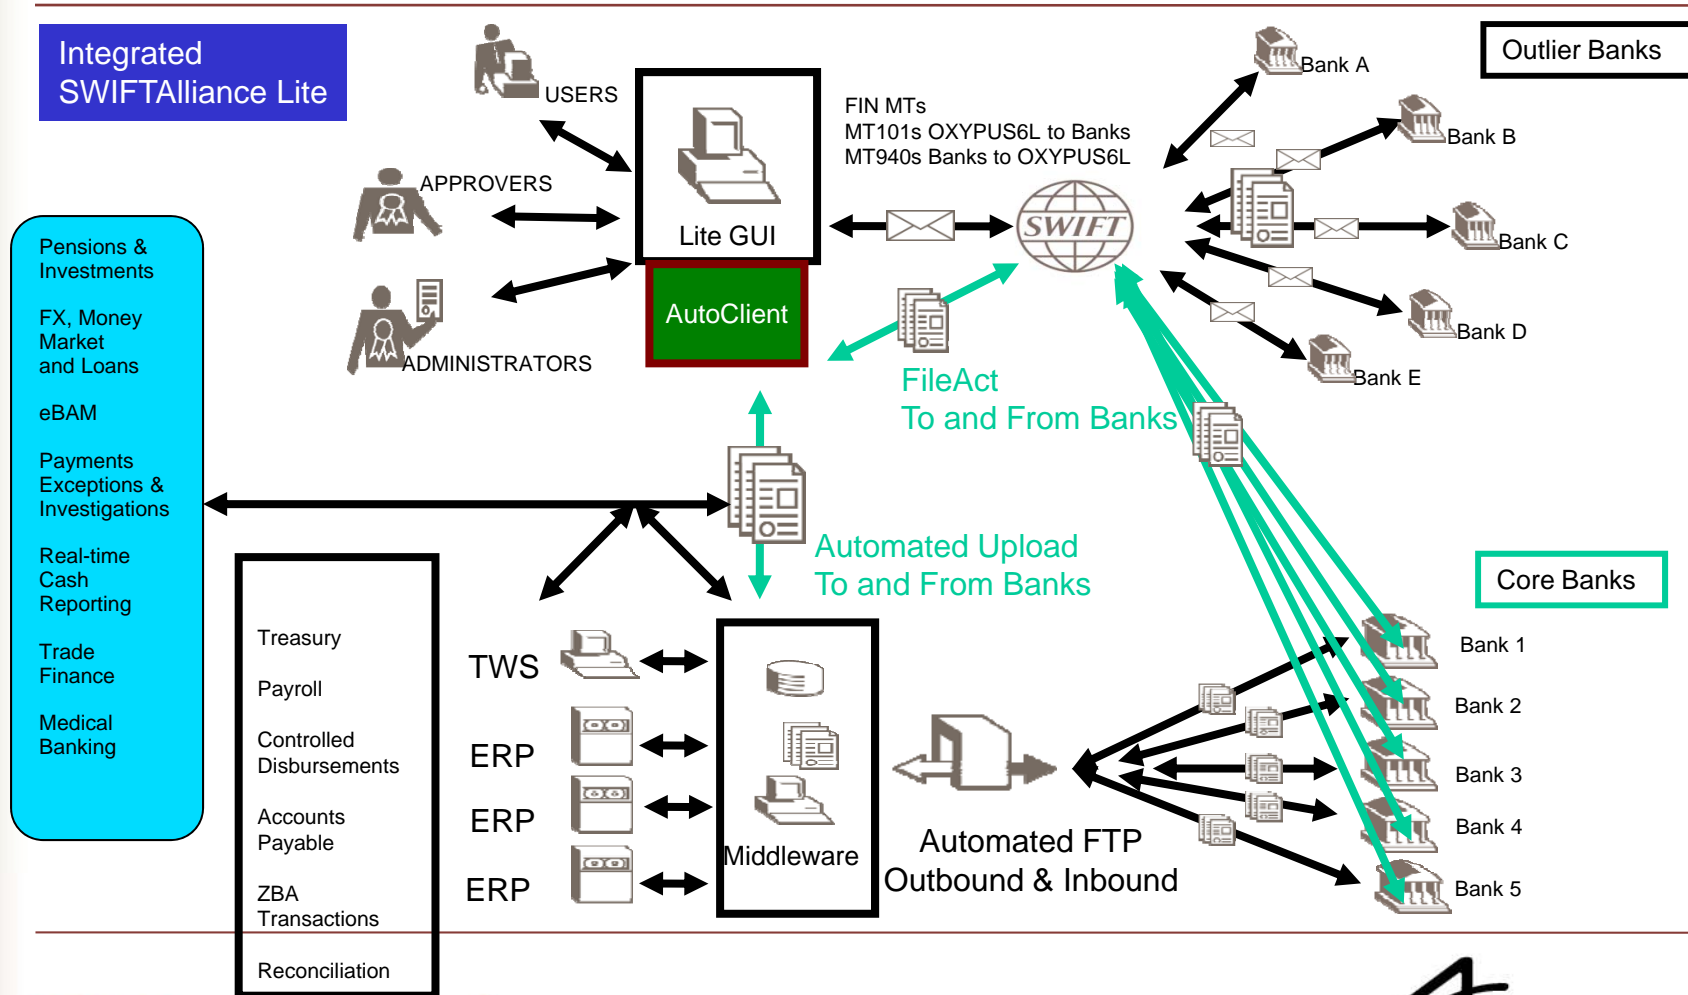 Integrated
SWIFTAlliance Lite
USERS
APPROVERS
ADMINISTRATORS
Lite GUI
AutoClient
FIN MTs
MT101s OXYPUS6L to Banks
MT940s Banks to OXYPUS6L
SWIFT
Outlier Banks
Bank A
Bank B
Bank C
Bank D
Bank E
FileAct
To and From Banks
Pensions &
Investments
FX, Money
Market
and Loans
eBAM
Payments
Exceptions &
Investigations
Real-time
Cash
Reporting
Trade
Finance
Medical
Banking
Automated Upload
To and From Banks
Treasury
Payroll
Controlled
Disbursements
Accounts
Payable
ZBA
Transactions
Reconciliation
TWS
ERP
ERP
ERP
Middleware
Automated FTP
Outbound & Inbound
Core Banks
Bank 1
Bank 2
Bank 3
Bank 4
Bank 5